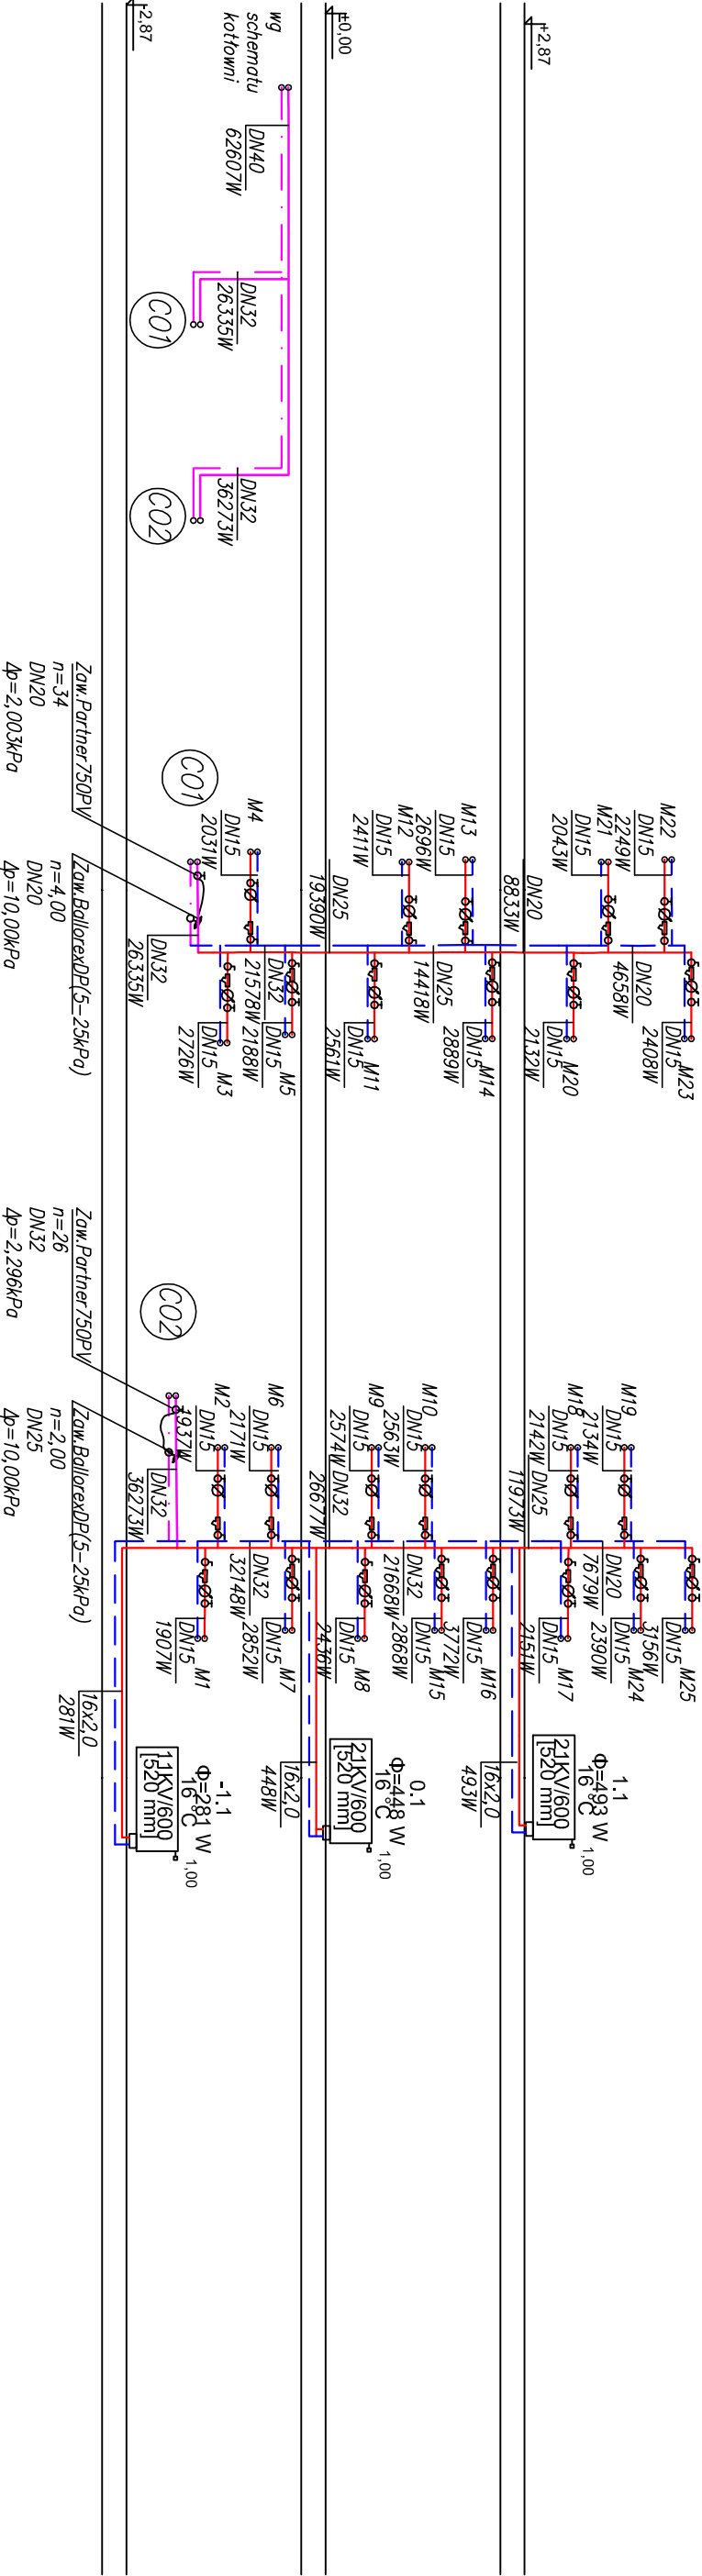 +2,87
±0,00
-2,87
wg
schematu
kotłowni
DN40
62607W
DN32
26335W
CO1
DN32
36273W
CO2
M22
2249W
DN15
M21
2043W
DN15
DN20
8833W
DN20
4658W
M23
2408W
DN15
M20
2132W
DN15
M13
2696W
DN15
M12
2411W
DN15
DN25
19390W
DN25
14418W
M14
2889W
DN15
M11
2561W
DN15
M4
DN15
2031W
CO1
DN32
21578W
M5
DN15
2188W
M3
DN15
2726W
DN32
26335W
Zaw.Partner750PV
n=34
DN20
Δp=2,003kPa
Zaw.BallorexDP(5-25kPa)
n=4,00
DN20
Δp=10,00kPa
M19
2134W
DN15
M18
2142W
DN15
DN25
11973W
DN20
7679W
M25
3156W
DN15
M24
2390W
DN15
M17
2151W
DN15
M10
2563W
DN15
M9
2574W
DN15
DN32
26677W
DN32
21668W
M16
3772W
DN15
M15
2868W
DN15
M8
2436W
DN15
M6
2171W
DN15
M2
1937W
DN15
CO2
DN32
32148W
M7
2852W
DN15
M1
1907W
DN15
DN32
36273W
Zaw.Partner750PV
n=26
DN32
Δp=2,296kPa
Zaw.BallorexDP(5-25kPa)
n=2,00
DN25
Δp=10,00kPa
1.1
Φ=493 W
16 °C
21KV/600
[520 mm]
1,00
16x2,0
493W
0.1
Φ=448 W
16 °C
21KV/600
[520 mm]
1,00
16x2,0
448W
-1.1
Φ=281 W
16 °C
11KV/600
[520 mm]
1,00
16x2,0
281W